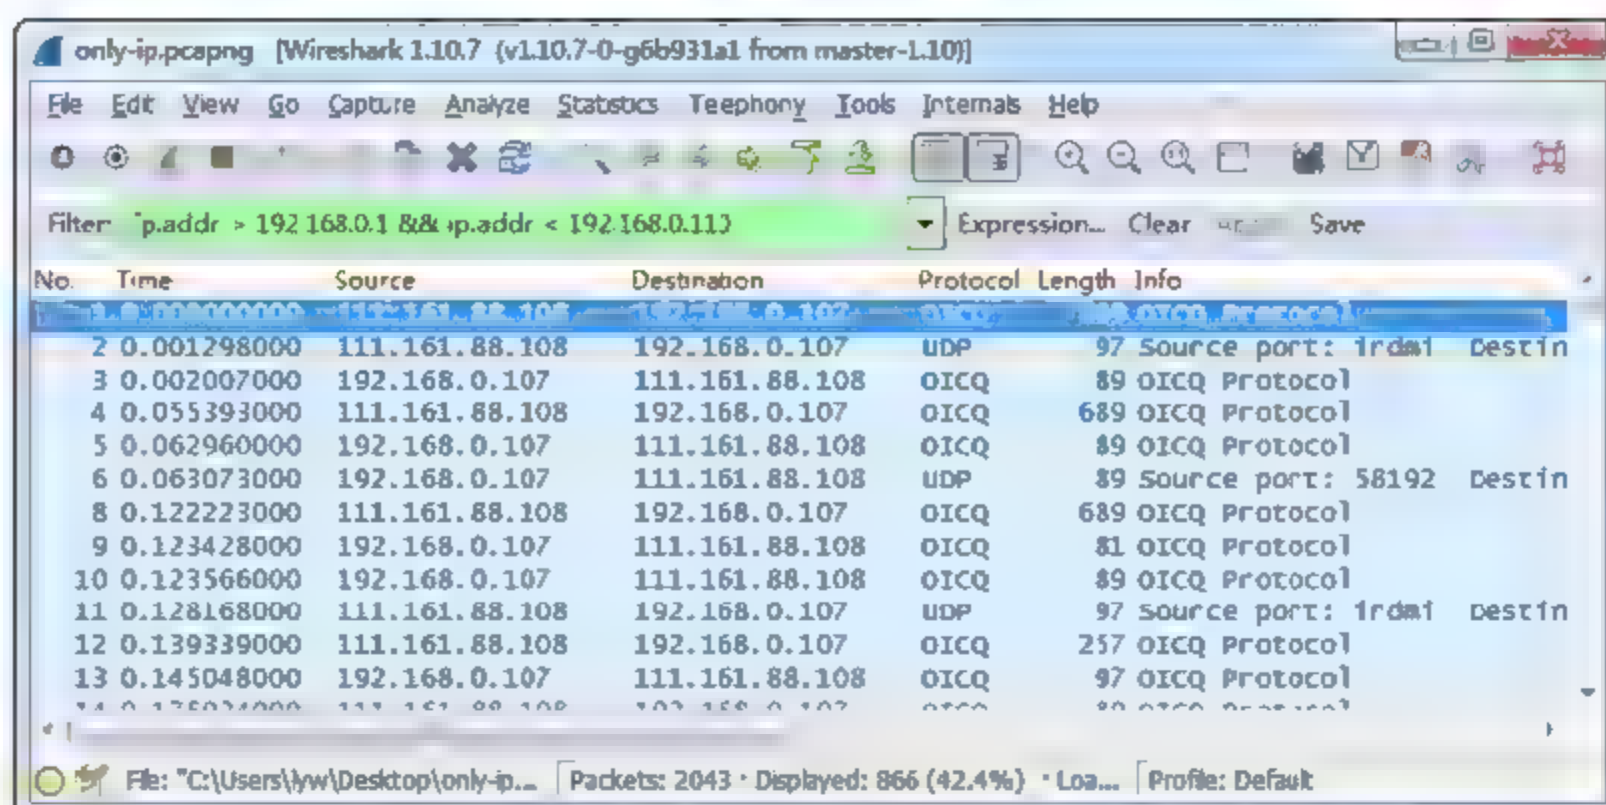 only-ip.pcapng [Wireshark 1.10.7 (v1.10.7-0-g6b931a1 from master-1.10)]
File Edit View Go Capture Analyze Statistics Telephony Tools Internals Help
Filter: ip.addr > 192.168.0.1 && ip.addr < 192.168.0.113 Expression... Clear Save
No. Time Source Destination Protocol Length Info
2 0.001298000 111.161.88.108 192.168.0.107 UDP 97 Source port: irdmi Destin
3 0.002007000 192.168.0.107 111.161.88.108 OICQ 89 OICQ Protocol
4 0.055393000 111.161.88.108 192.168.0.107 OICQ 689 OICQ Protocol
5 0.062960000 192.168.0.107 111.161.88.108 OICQ 89 OICQ Protocol
6 0.063073000 192.168.0.107 111.161.88.108 UDP 89 Source port: 58192 Destin
8 0.122223000 111.161.88.108 192.168.0.107 OICQ 689 OICQ Protocol
9 0.123428000 192.168.0.107 111.161.88.108 OICQ 81 OICQ Protocol
10 0.123566000 192.168.0.107 111.161.88.108 OICQ 89 OICQ Protocol
11 0.128168000 111.161.88.108 192.168.0.107 UDP 97 Source port: irdmi Destin
12 0.139339000 111.161.88.108 192.168.0.107 OICQ 257 OICQ Protocol
13 0.145048000 192.168.0.107 111.161.88.108 OICQ 97 OICQ Protocol
File: "C:\Users\lyw\Desktop\only-ip... Packets: 2043 · Displayed: 866 (42.4%) · Loa... Profile: Default